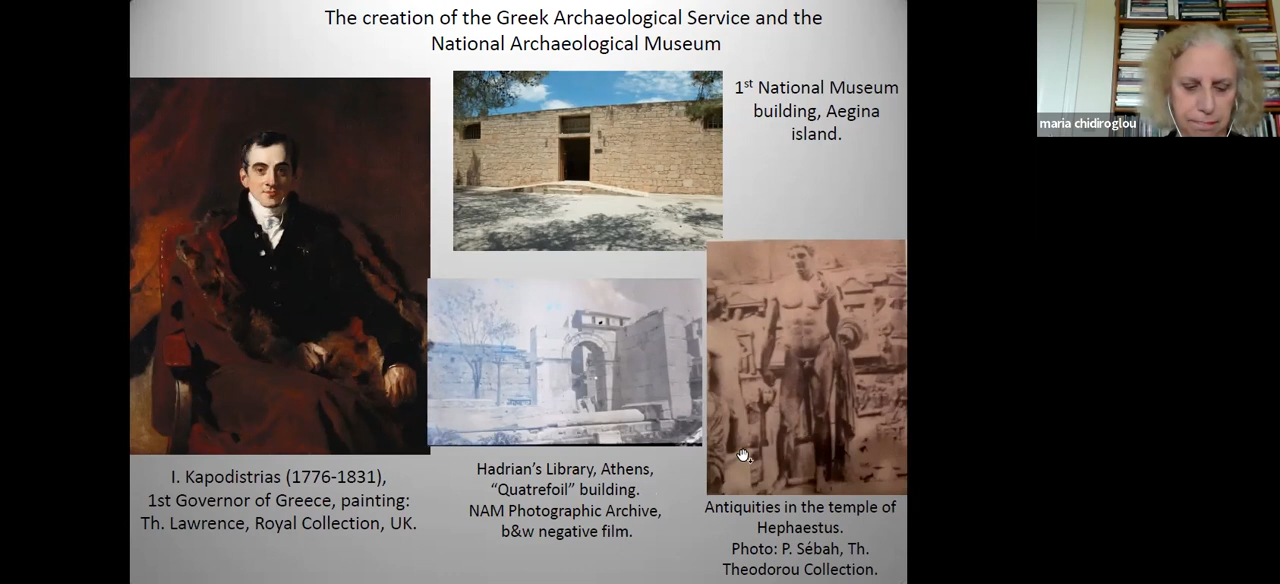 The creation of the Greek Archaeological Service and the
National Archaeological Museum
1st National Museum
building, Aegina
island.
maria chidiroglou
I. Kapodistrias (1776-1831),
1st Governor of Greece, painting:
Th. Lawrence, Royal Collection, UK.
Hadrian’s Library, Athens,
“Quatrefoil” building.
NAM Photographic Archive,
b&w negative film.
Antiquities in the temple of
Hephaestus.
Photo: P. Sébah, Th.
Theodorou Collection.